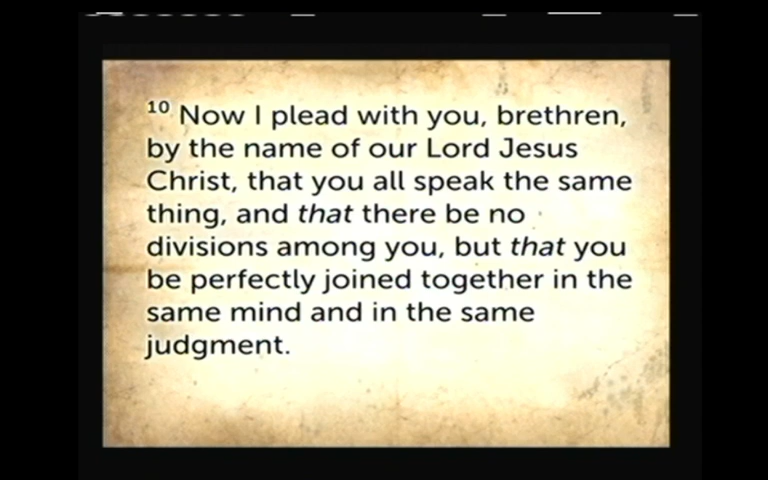 10 Now I plead with you, brethren,
by the name of our Lord Jesus
Christ, that you all speak the same
thing, and that there be no
divisions among you, but that you
be perfectly joined together in the
same mind and in the same
judgment.